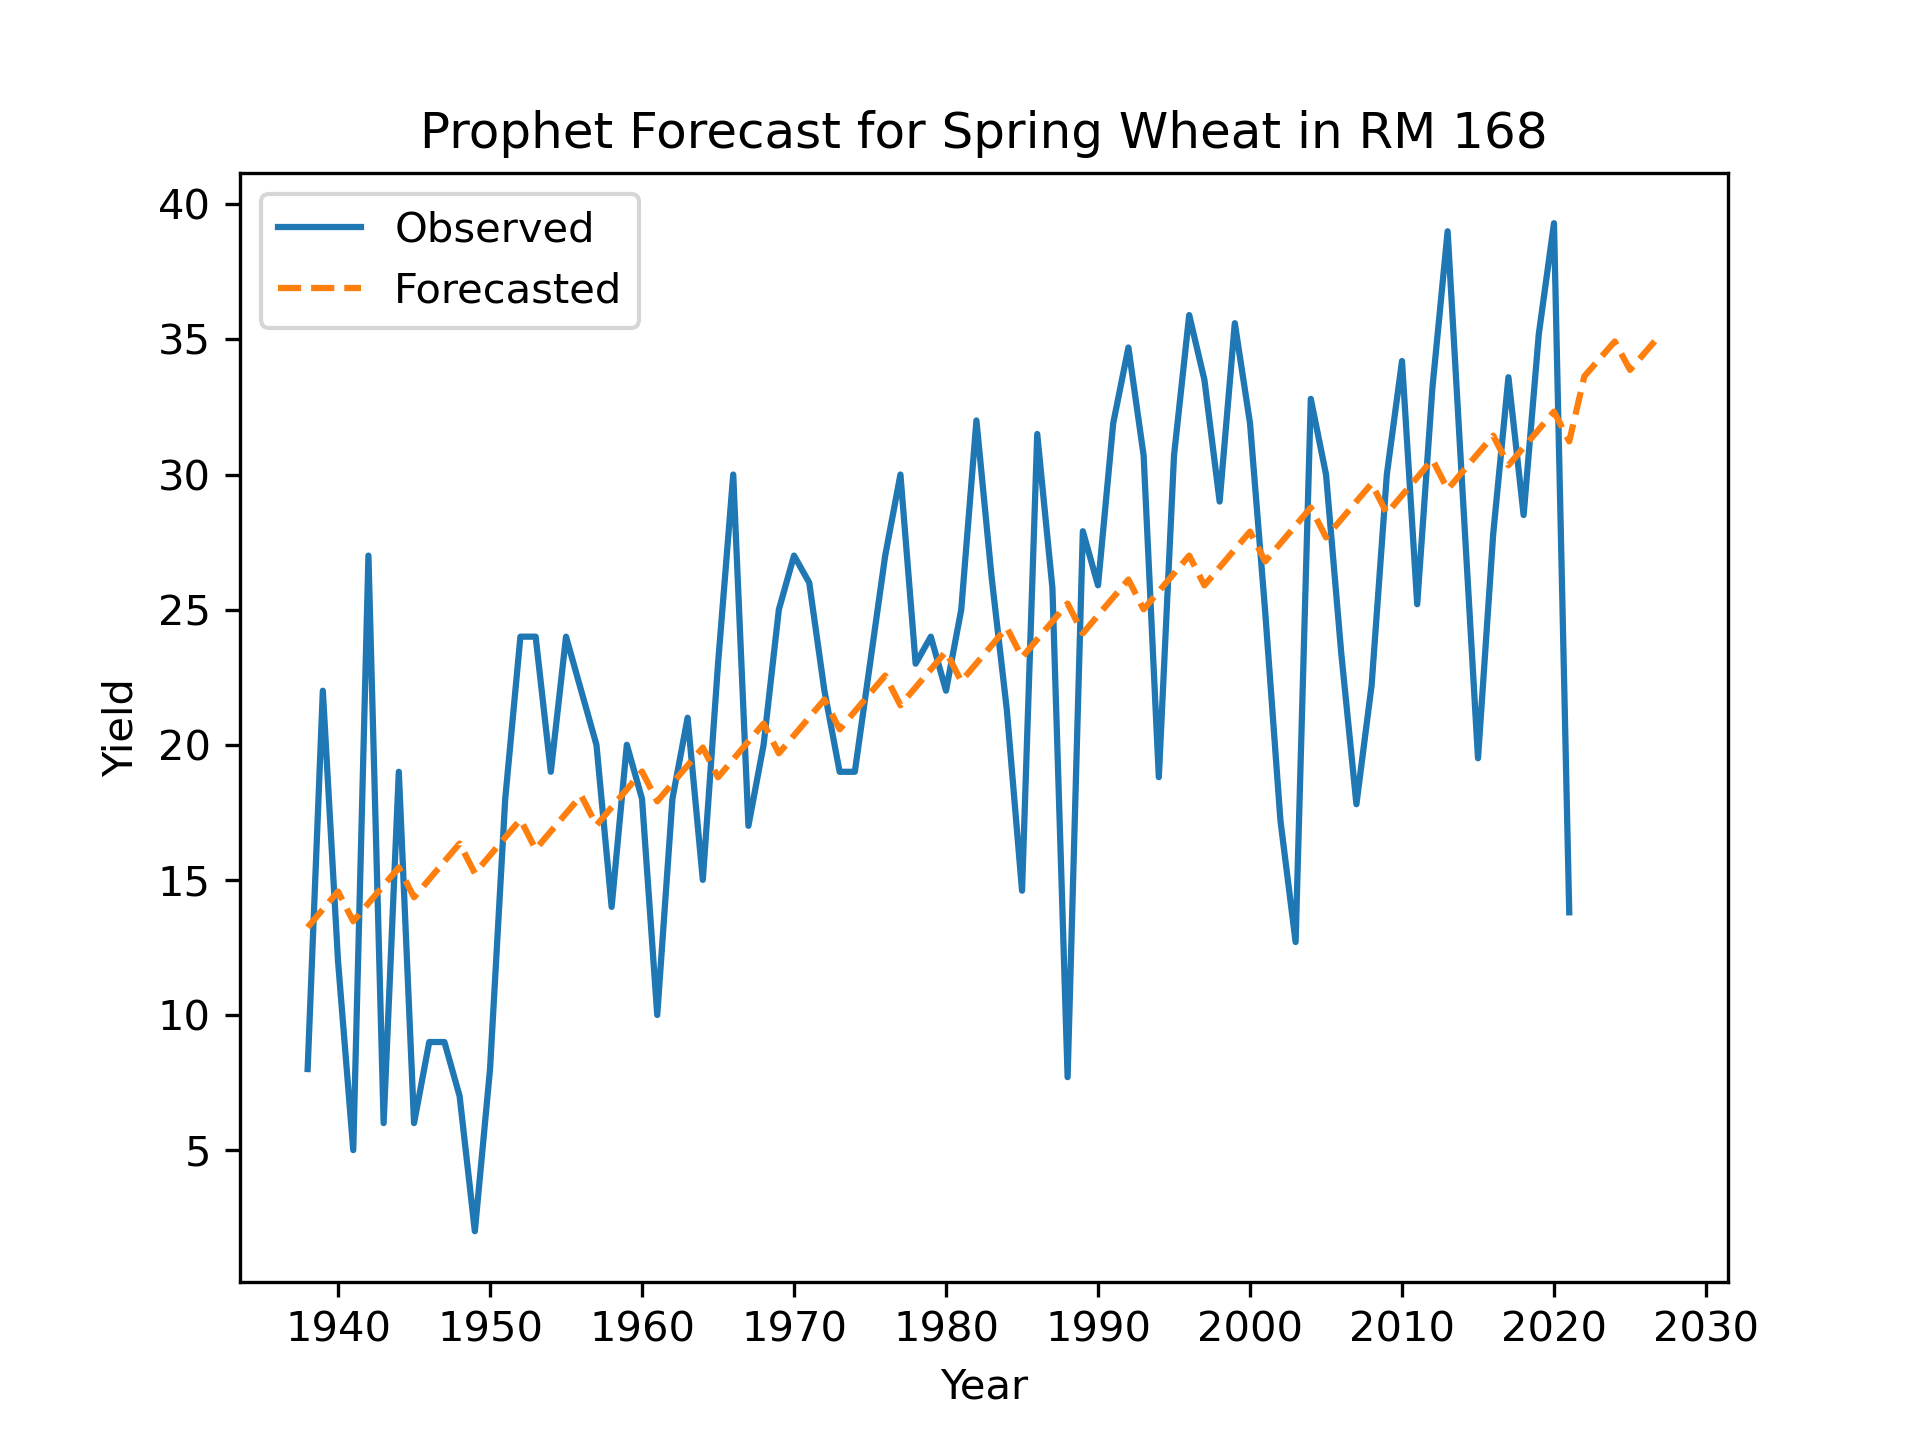 Prophet Forecast for Spring Wheat in RM 168
Observed
Forecasted
40
35
30
25
20
15
10
5
Yield
1940 1950 1960 1970 1980 1990 2000 2010 2020 2030
Year